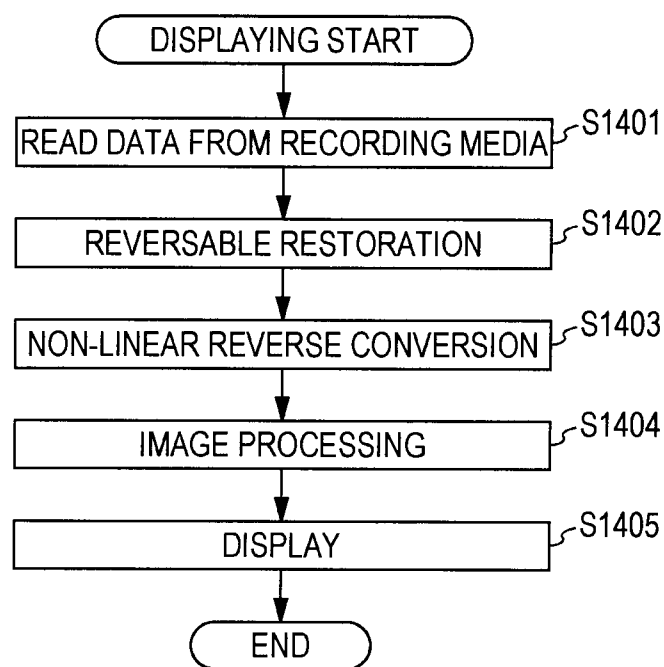 DISPLAYING START
READ DATA FROM RECORDING MEDIA
S1401
REVERSABLE RESTORATION
S1402
NON-LINEAR REVERSE CONVERSION
S1403
IMAGE PROCESSING
S1404
DISPLAY
S1405
END